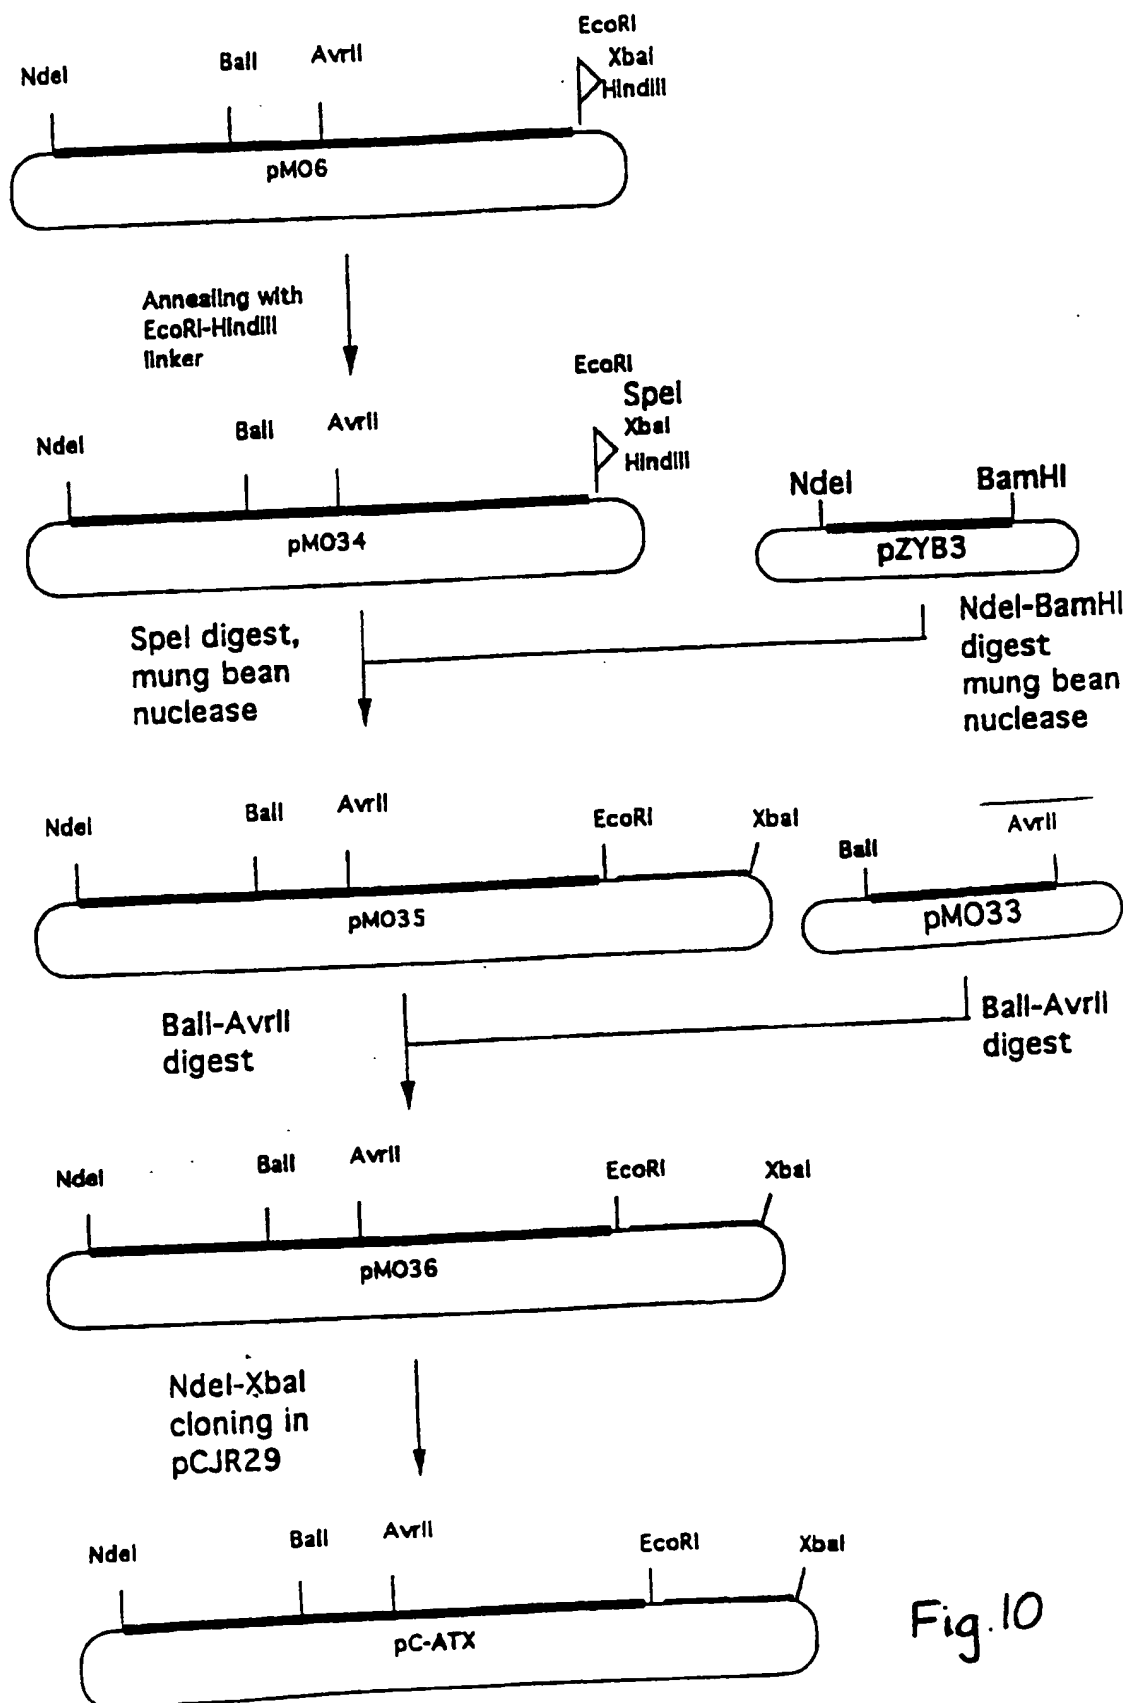 EcoRI
NdeI
BalI
AvrII
XbaI
HindIII
pMO6
Annealing with
EcoRI-HindIII
linker
EcoRI
SpeI
NdeI
BalI
AvrII
XbaI
HindIII
pMO34
NdeI
BamHI
pZYB3
SpeI digest,
mung bean
nuclease
NdeI-BamHI
digest
mung bean
nuclease
NdeI
BalI
AvrII
EcoRI
XbaI
pMO35
BalI
AvrII
pMO33
BalI-AvrII
digest
BalI-AvrII
digest
NdeI
BalI
AvrII
EcoRI
XbaI
pMO36
NdeI-XbaI
cloning in
pCJR29
NdeI
BalI
AvrII
EcoRI
XbaI
pC-ATX
Fig.10